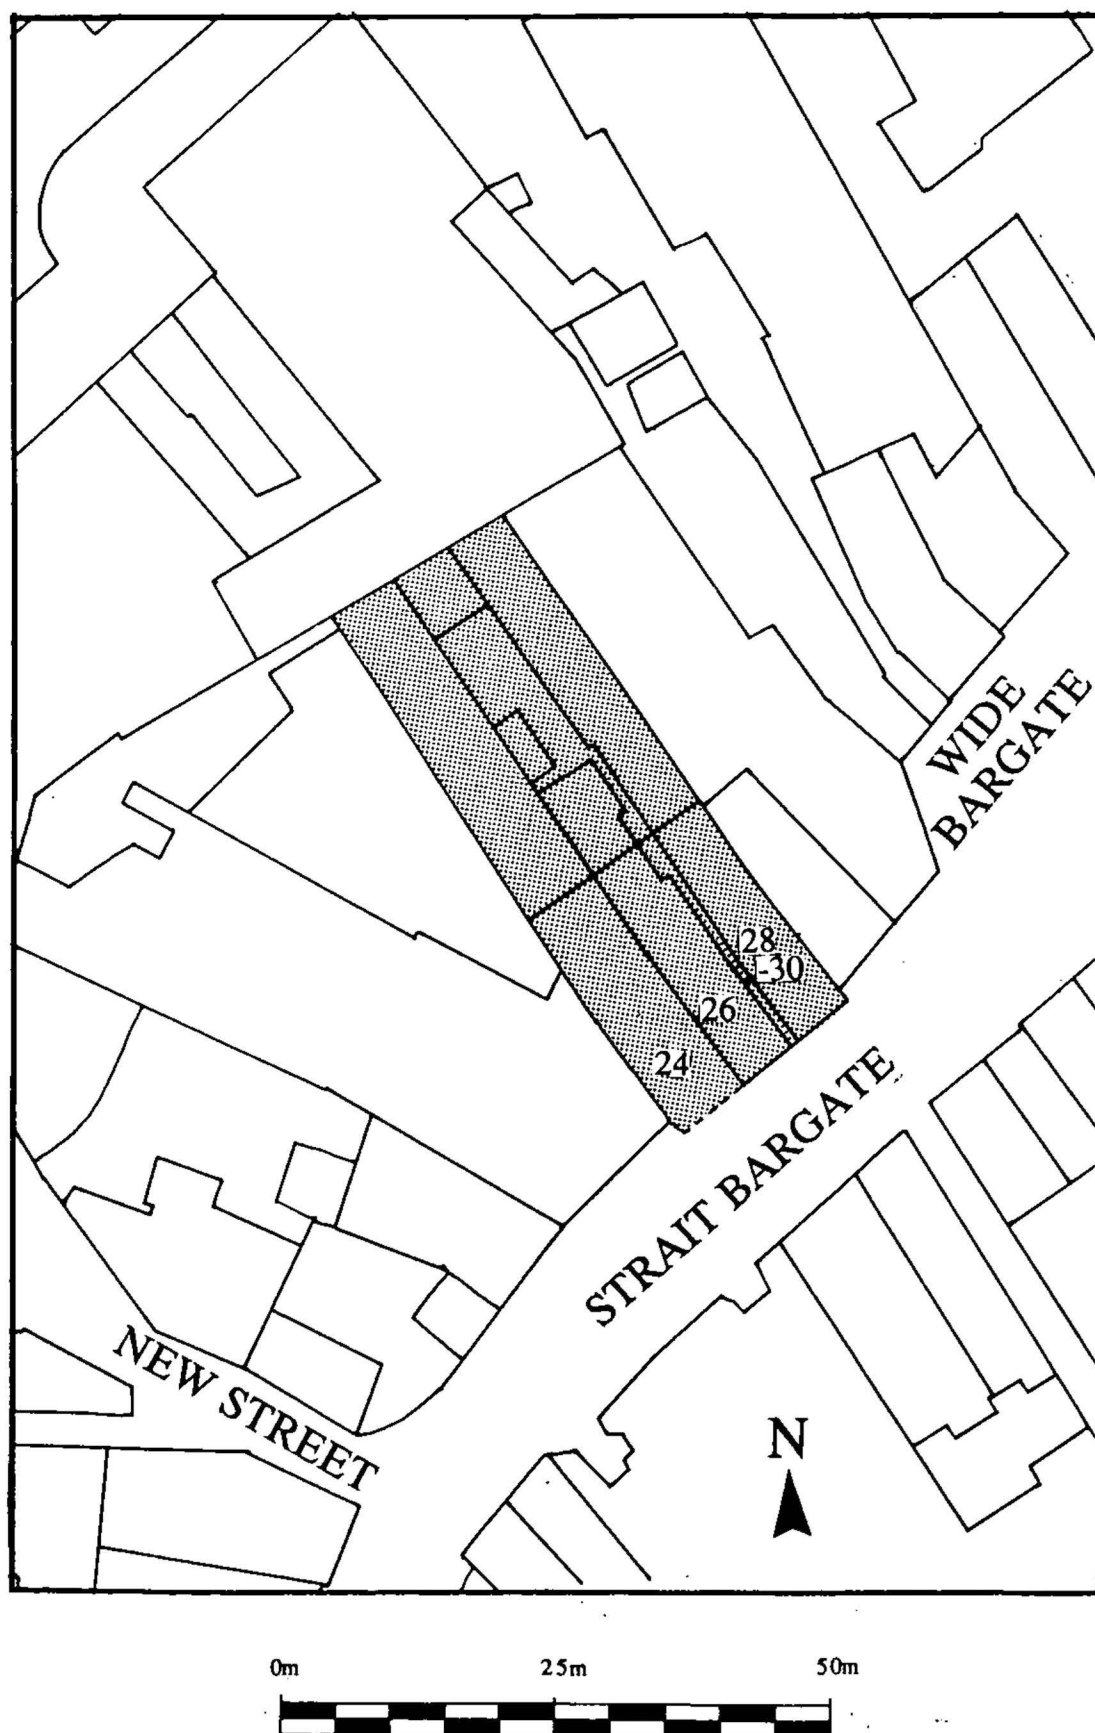 WIDE
BARGATE
28
-30
26
24
STRAIT BARGATE
NEW STREET
N
0m 25m 50m